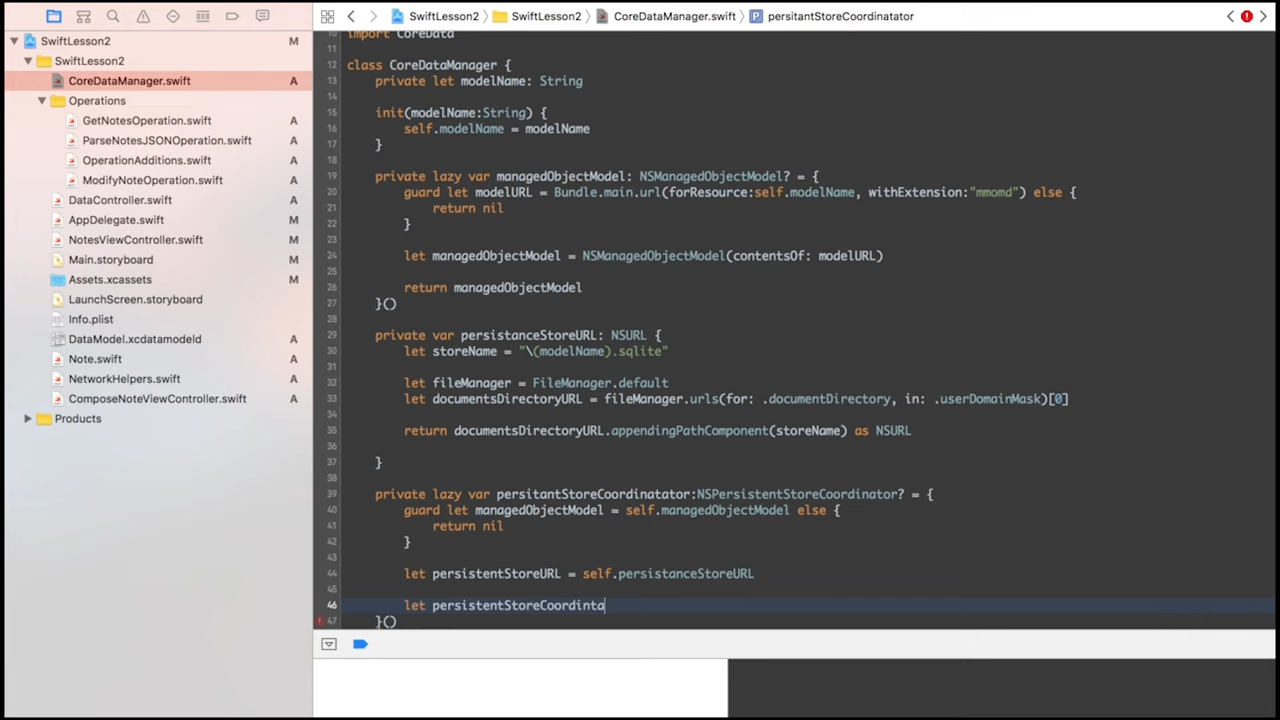 SwiftLesson2 SwiftLesson2 CoreDataManager.swift P persitantStoreCoordinatator
SwiftLesson2 M
SwiftLesson2
CoreDataManager.swift A
Operations
GetNotesOperation.swift A
ParseNotesJSONOperation.swift A
OperationAdditions.swift A
ModifyNoteOperation.swift A
DataController.swift A
AppDelegate.swift M
NotesViewController.swift M
Main.storyboard
Assets.xcassets M
LaunchScreen.storyboard
Info.plist
DataModel.xcdatamodeld A
Note.swift A
NetworkHelpers.swift A
ComposeNoteViewController.swift A
Products
10 import CoreData
11
12 class CoreDataManager {
13 private let modelName: String
14
15 init(modelName:String) {
16 self.modelName = modelName
17 }
18
19 private lazy var managedObjectModel: NSManagedObjectModel? = {
20 guard let modelURL = Bundle.main.url(forResource:self.modelName, withExtension:"mmomd") else {
21 return nil
22 }
23
24 let managedObjectModel = NSManagedObjectModel(contentsOf: modelURL)
25
26 return managedObjectModel
27 }()
28
29 private var persistanceStoreURL: NSURL {
30 let storeName = "\(modelName).sqlite"
31
32 let fileManager = FileManager.default
33 let documentsDirectoryURL = fileManager.urls(for: .documentDirectory, in: .userDomainMask)[0]
34
35 return documentsDirectoryURL.appendingPathComponent(storeName) as NSURL
36
37 }
38
39 private lazy var persitantStoreCoordinatator:NSPersistentStoreCoordinator? = {
40 guard let managedObjectModel = self.managedObjectModel else {
41 return nil
42 }
43
44 let persistentStoreURL = self.persistanceStoreURL
45
46 let persistentStoreCoordinta
47 }()